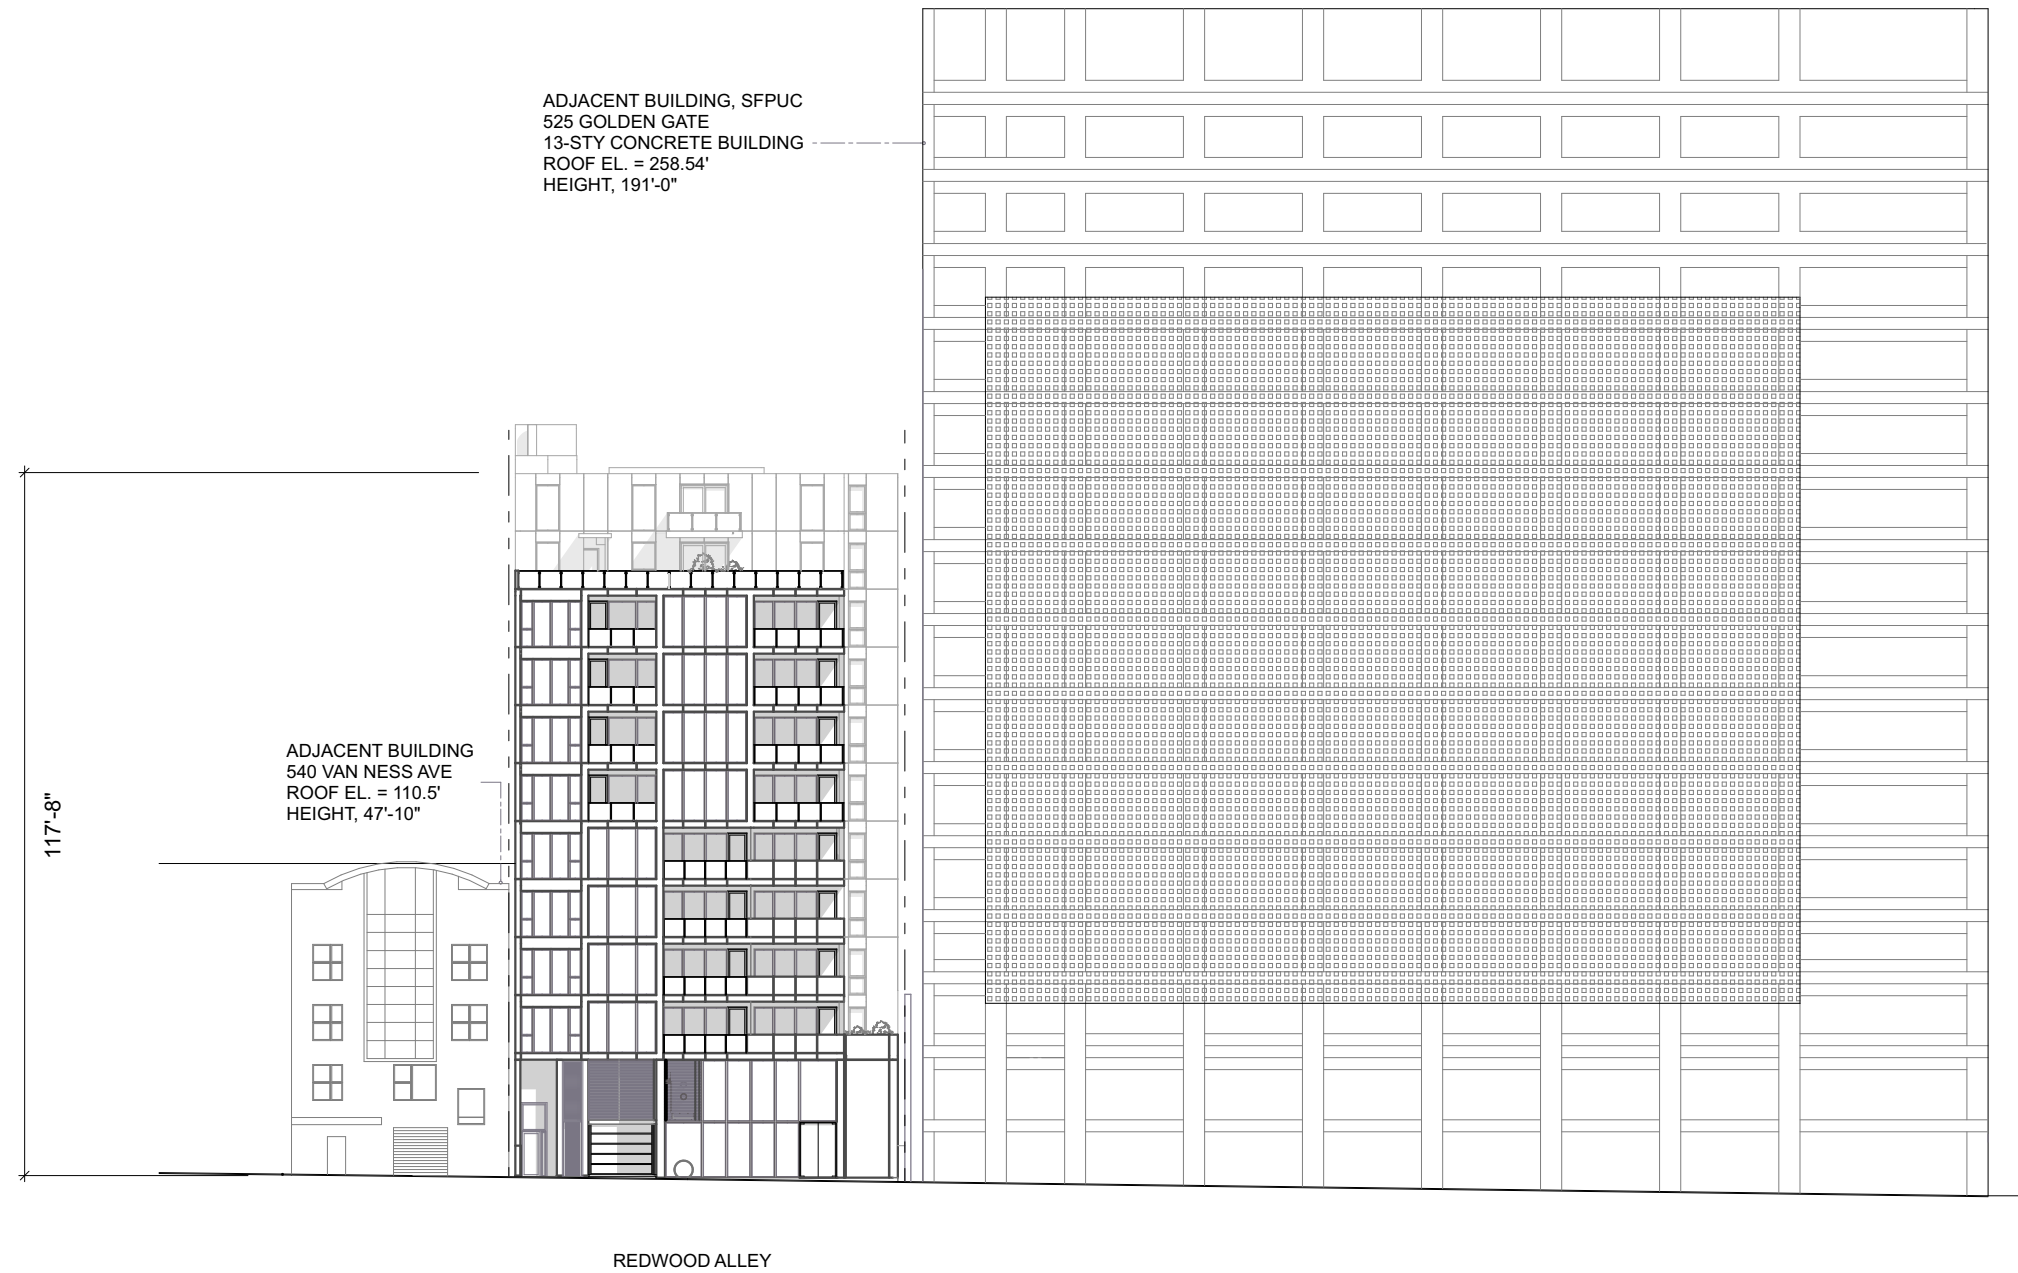 ADJACENT BUILDING, SFPUC
525 GOLDEN GATE
13-STY CONCRETE BUILDING
ROOF EL. = 258.54'
HEIGHT, 191'-0"
ADJACENT BUILDING
540 VAN NESS AVE
ROOF EL. = 110.5'
HEIGHT, 47'-10"
117'-8"
REDWOOD ALLEY